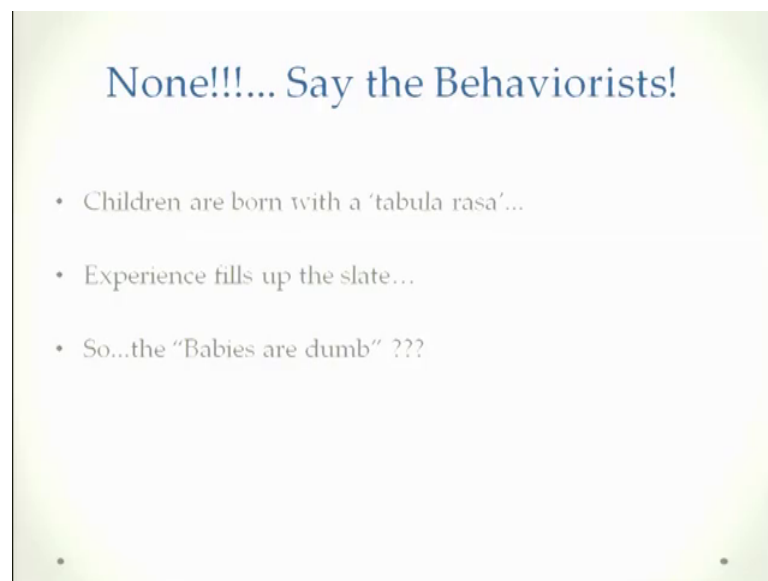 None!!!... Say the Behaviorists!
• Children are born with a ‘tabula rasa’...
• Experience fills up the slate...
• So...the “Babies are dumb” ???